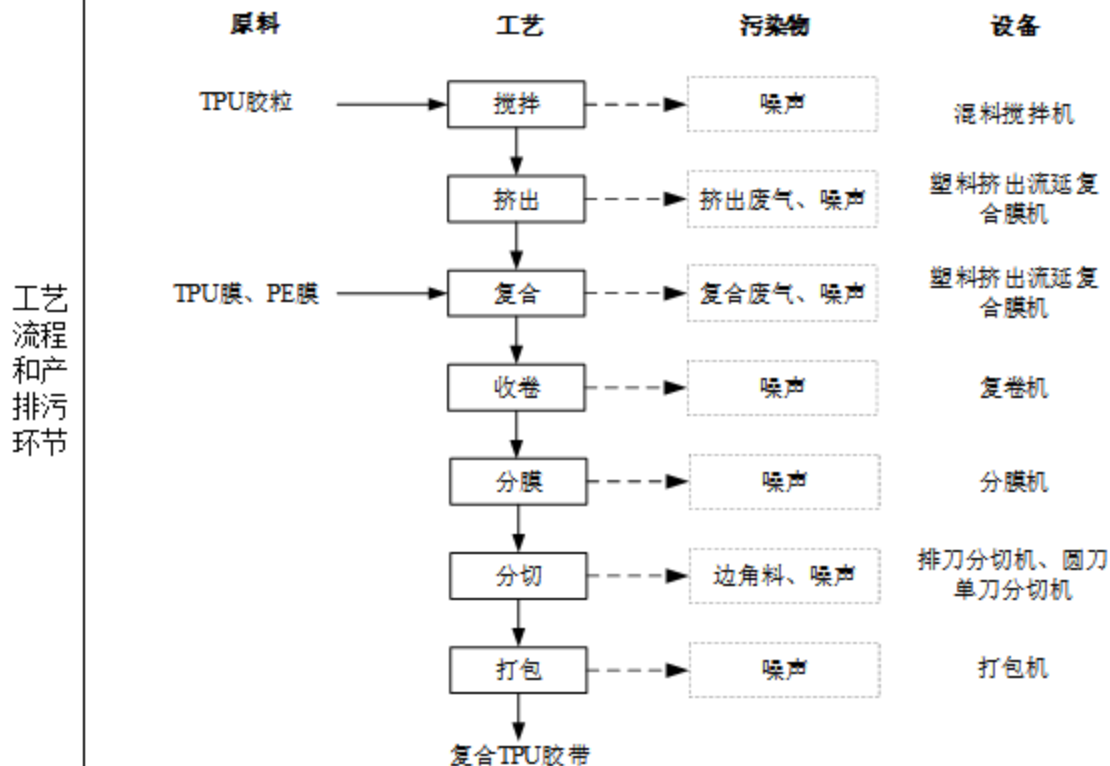 原料 工艺 污染物 设备
TPU胶粒 搅拌 噪声 混料搅拌机
挤出 挤出废气、噪声 塑料挤出流延复
合膜机
TPU膜、PE膜 复合 复合废气、噪声 塑料挤出流延复
合膜机
收卷 噪声 复卷机
分膜 噪声 分膜机
分切 边角料、噪声 排刀分切机、圆刀
单刀分切机
打包 噪声 打包机
复合TPU胶带
工艺
流程
和产
排污
环节